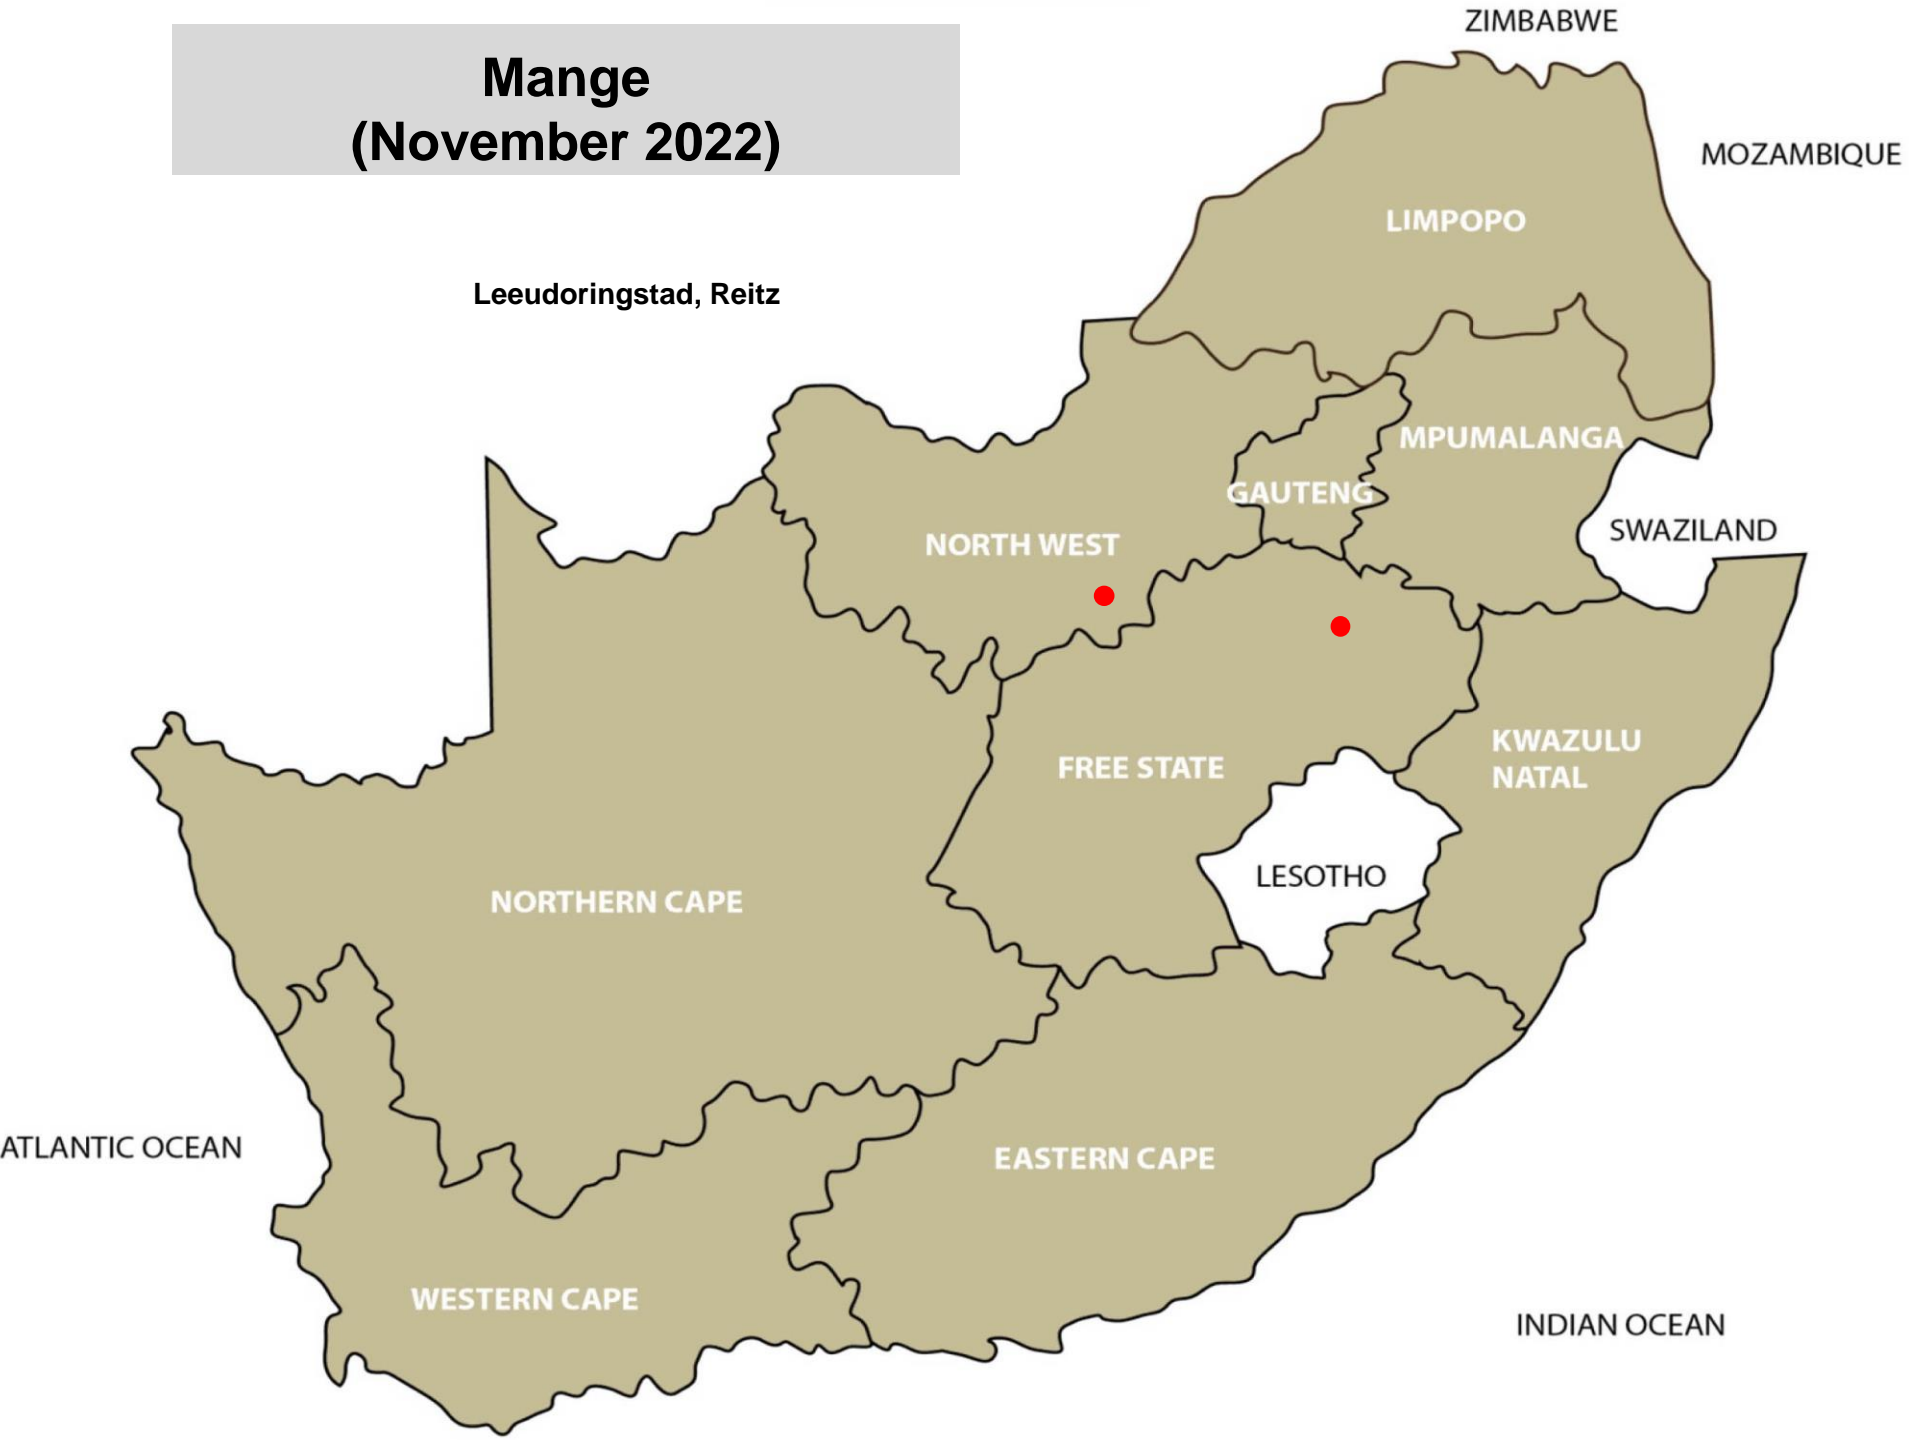 Mange
(November 2022)
Leeudoringstad, Reitz
ZIMBABWE
MOZAMBIQUE
LIMPOPO
MPUMALANGA
GAUTENG
NORTH WEST
SWAZILAND
FREE STATE
KWAZULU
NATAL
LESOTHO
NORTHERN CAPE
ATLANTIC OCEAN
EASTERN CAPE
WESTERN CAPE
INDIAN OCEAN